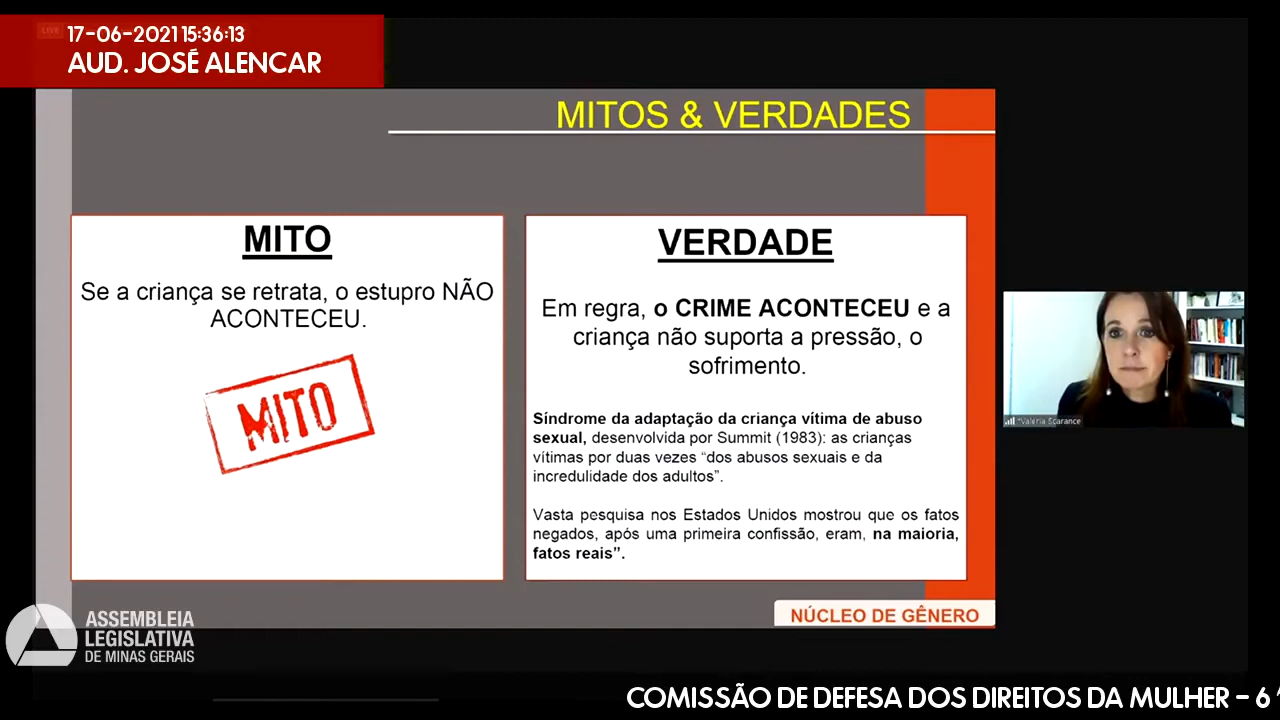 LIVE
17-06-2021 15:36:13
AUD. JOSÉ ALENCAR
MITOS & VERDADES
MITO
Se a criança se retrata, o estupro NÃO
ACONTECEU.
MITO
VERDADE
Em regra, o CRIME ACONTECEU e a
criança não suporta a pressão, o
sofrimento.
Síndrome da adaptação da criança vítima de abuso
sexual, desenvolvida por Summit (1983): as crianças
vítimas por duas vezes “dos abusos sexuais e da
incredulidade dos adultos”.
Vasta pesquisa nos Estados Unidos mostrou que os fatos
negados, após uma primeira confissão, eram, na maioria,
fatos reais”.
*Valéria Scarance
NÚCLEO DE GÊNERO
ASSEMBLEIA
LEGISLATIVA
DE MINAS GERAIS
COMISSÃO DE DEFESA DOS DIREITOS DA MULHER – 6